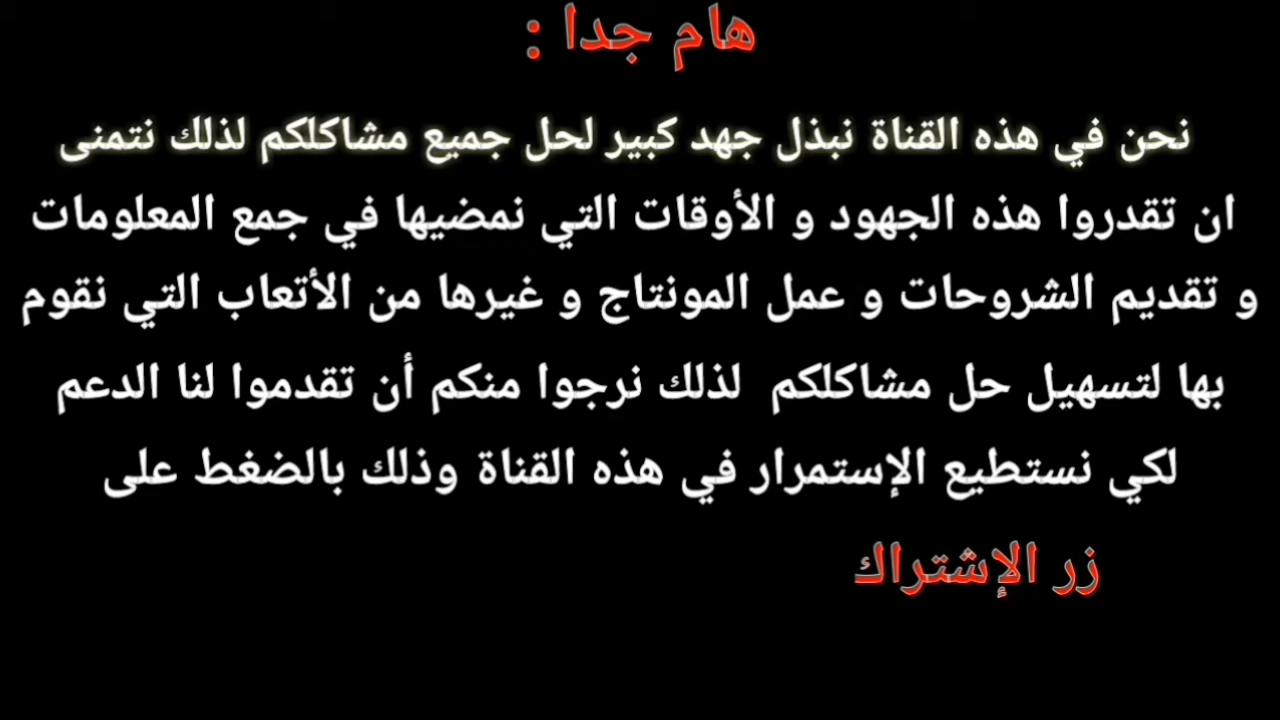 هام جدا :
نحن في هذه القناة نبذل جهد كبير لحل جميع مشاكلكم لذلك نتمنى
ان تقدروا هذه الجهود و الأوقات التي نمضيها في جمع المعلومات
و تقديم الشروحات و عمل المونتاج و غيرها من الأتعاب التي نقوم
بها لتسهيل حل مشاكلكم لذلك نرجوا منكم أن تقدموا لنا الدعم
لكي نستطيع الإستمرار في هذه القناة وذلك بالضغط على
زر الإشتراك